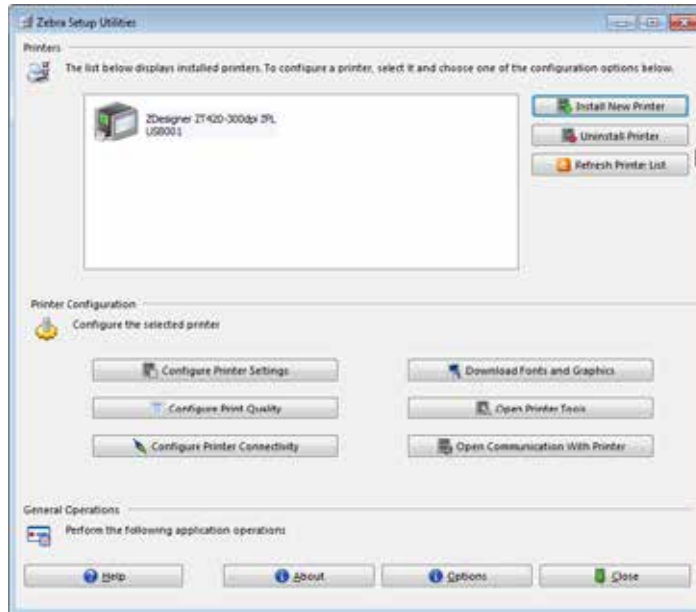 Zebra Setup Utilities
Printers
The list below displays installed printers. To configure a printer, select it and choose one of the configuration options below.
ZDesigner ZT420-300dpi ZPL
USB001
Install New Printer
Uninstall Printer
Refresh Printer List
Printer Configuration
Configure the selected printer
Configure Printer Settings
Download Fonts and Graphics
Configure Print Quality
Open Printer Tools
Configure Printer Connectivity
Open Communication With Printer
General Operations
Perform the following application operations
Help
About
Options
Close